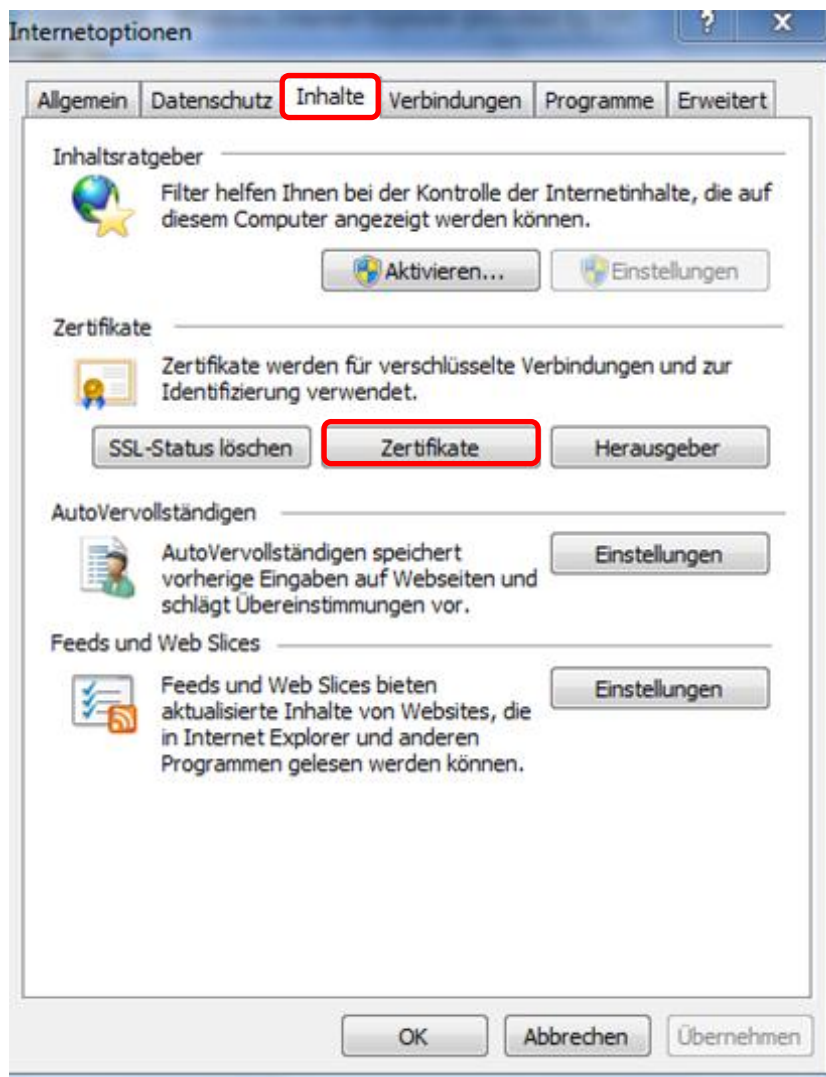 Internetoptionen
? x
Allgemein Datenschutz Inhalte Verbindungen Programme Erweitert
Inhaltsratgeber
Filter helfen Ihnen bei der Kontrolle der Internetinhalte, die auf
diesem Computer angezeigt werden können.
Aktivieren... Einstellungen
Zertifikate
Zertifikate werden für verschlüsselte Verbindungen und zur
Identifizierung verwendet.
SSL-Status löschen Zertifikate Herausgeber
AutoVervollständigen
AutoVervollständigen speichert
vorherige Eingaben auf Webseiten und
schlägt Übereinstimmungen vor.
Einstellungen
Feeds und Web Slices
Feeds und Web Slices bieten
aktualisierte Inhalte von Websites, die
in Internet Explorer und anderen
Programmen gelesen werden können.
Einstellungen
OK Abbrechen Übernehmen